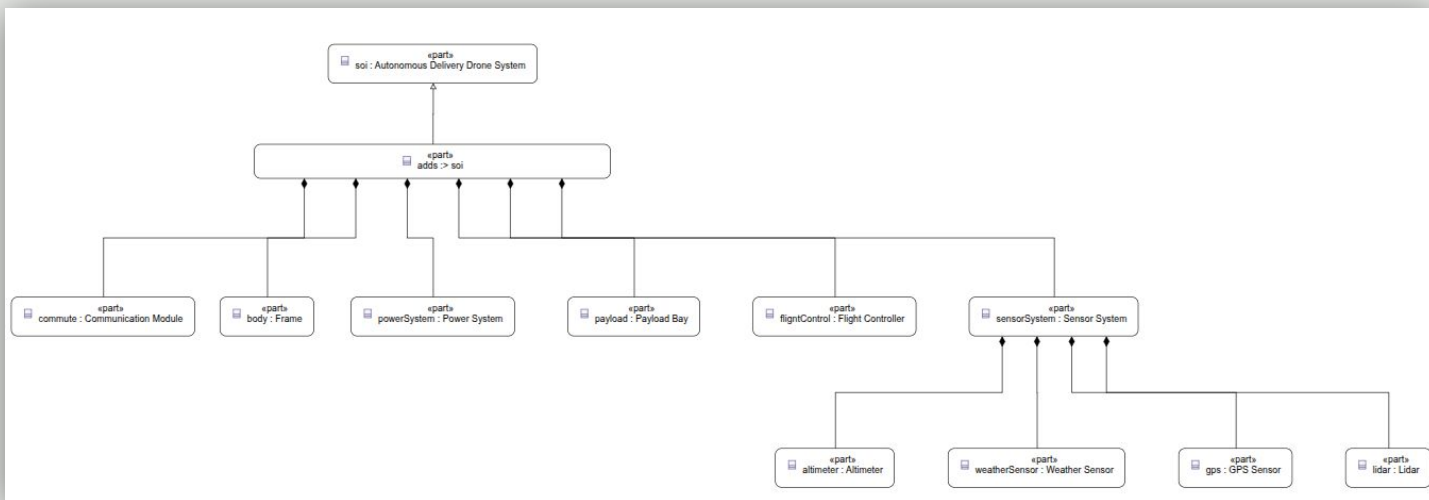 «part»
soi : Autonomous Delivery Drone System
«part»
adds :> soi
«part»
commute : Communication Module
«part»
body : Frame
«part»
powerSystem : Power System
«part»
payload : Payload Bay
«part»
fligntControl : Flight Controller
«part»
sensorSystem : Sensor System
«part»
altimeter : Altimeter
«part»
weatherSensor : Weather Sensor
«part»
gps : GPS Sensor
«part»
lidar : Lidar